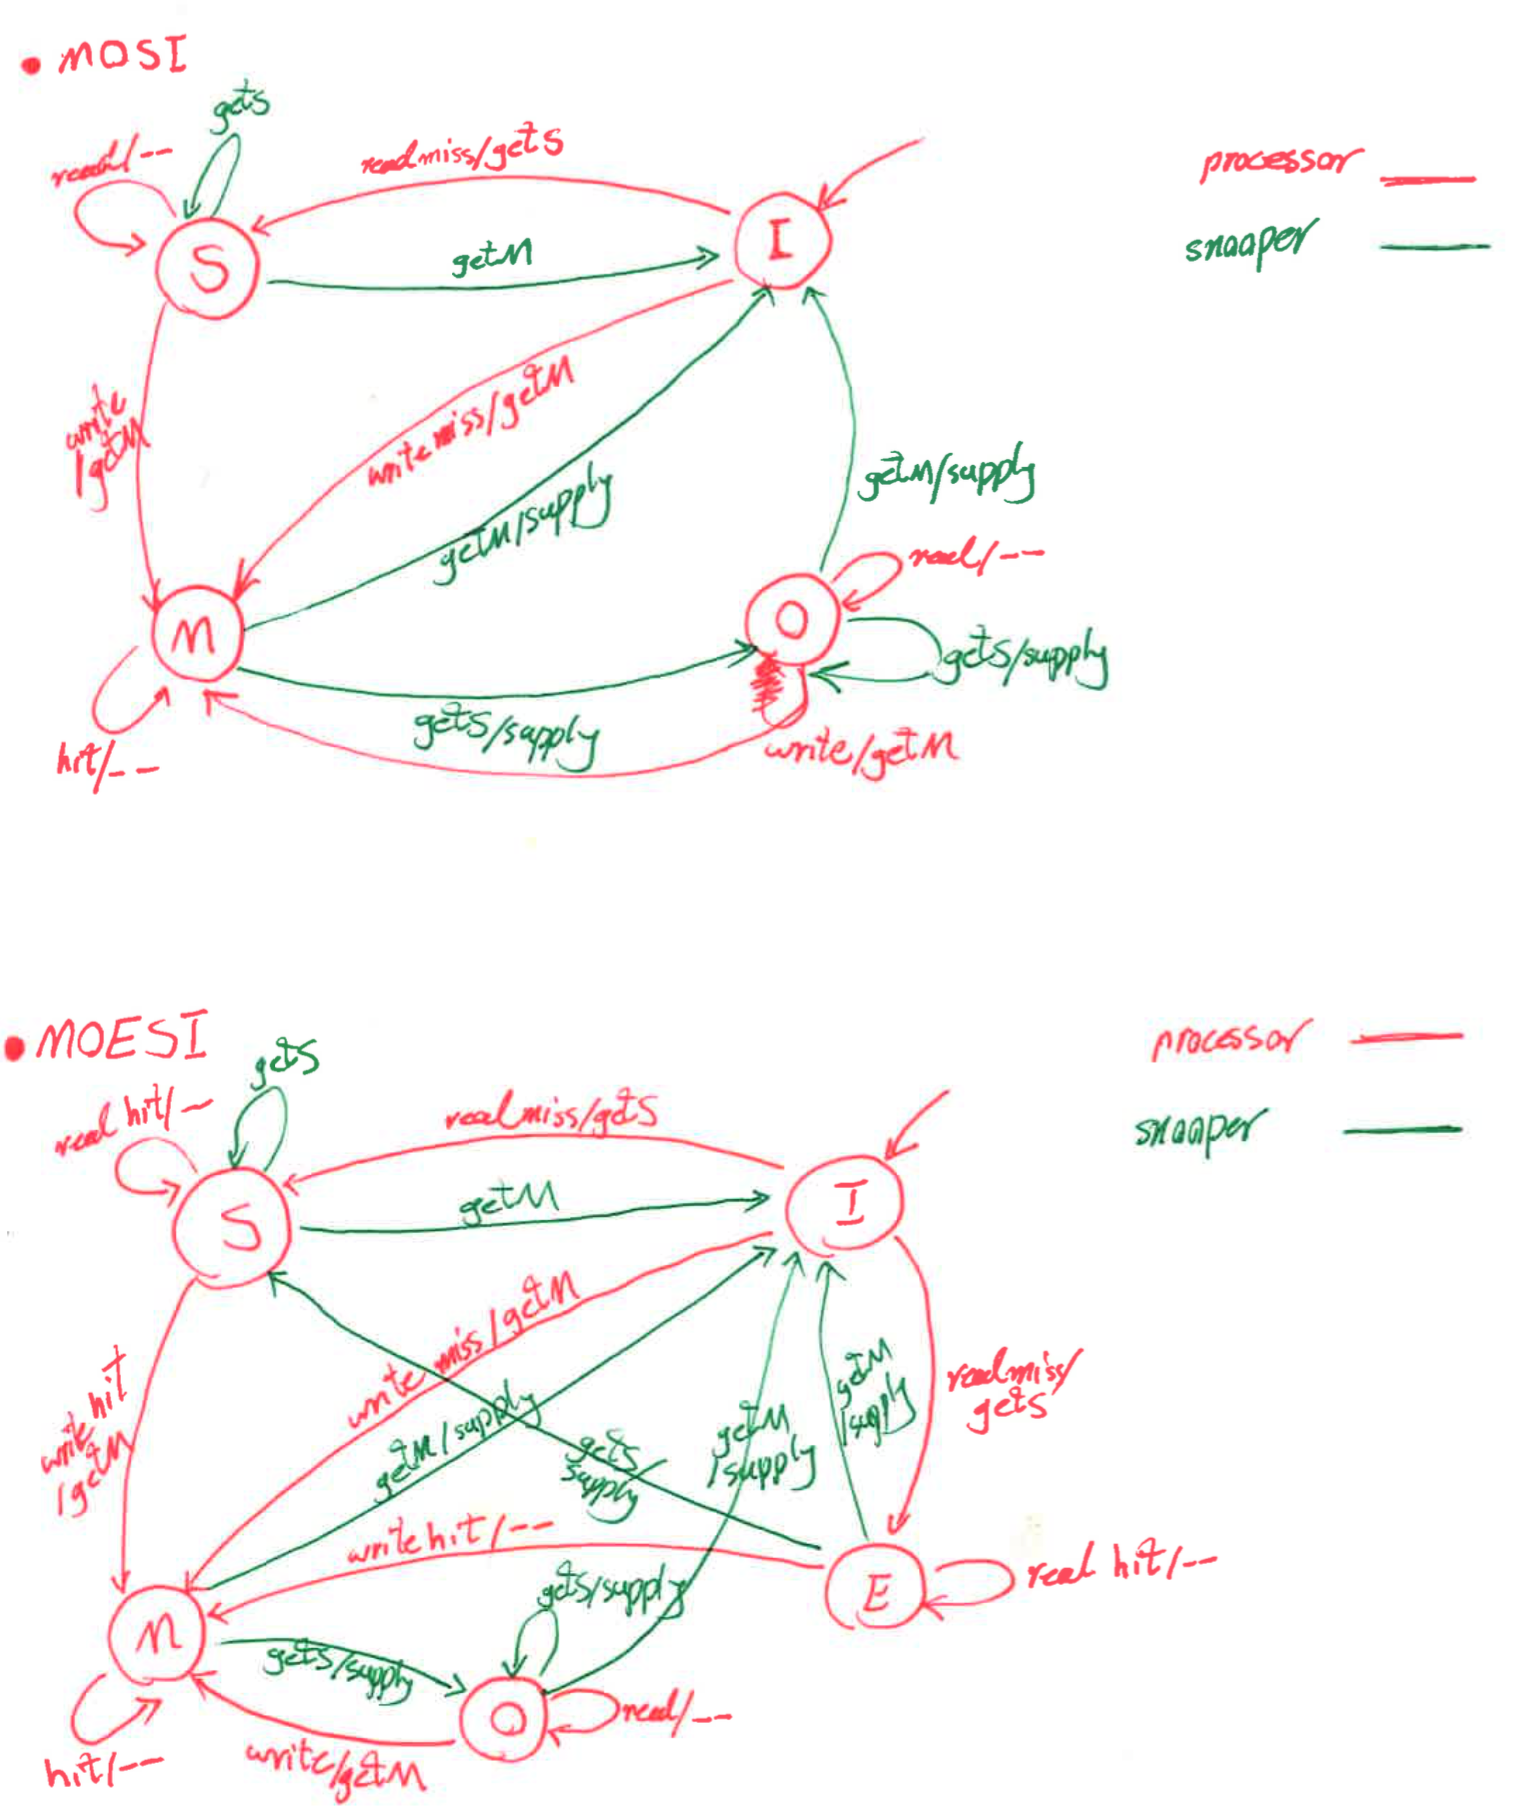 • MOSI
gets
read/--
readmiss/getS
processor
snooper
S
I
getM
write
/getM
writemiss/getM
getM/supply
getM/supply
read/--
M
O
getS/supply
getS/supply
hit/--
write/getM
• MOESI
getS
processor
read hit/--
readmiss/getS
snooper
S
getM
I
write miss/getM
write hit
/getM
getM/supply
getS/
supply
getM
/supply
getM
/supply
readmiss/
getS
write hit/--
getS/supply
E
read hit/--
M
getS/supply
O
read/--
hit/--
write/getM